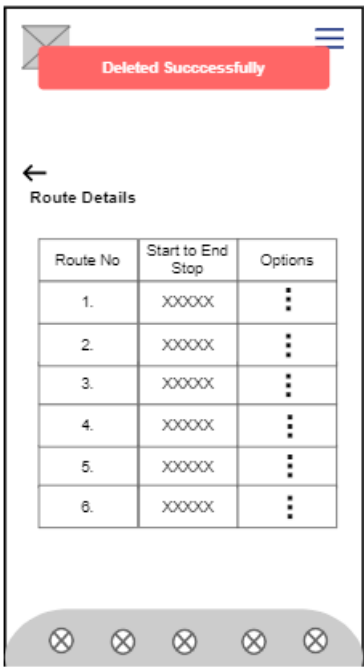 Deleted Succcessfully
Route Details
Route No Start to End Stop Options
1. XXXXX
2. XXXXX
3. XXXXX
4. XXXXX
5. XXXXX
6. XXXXX